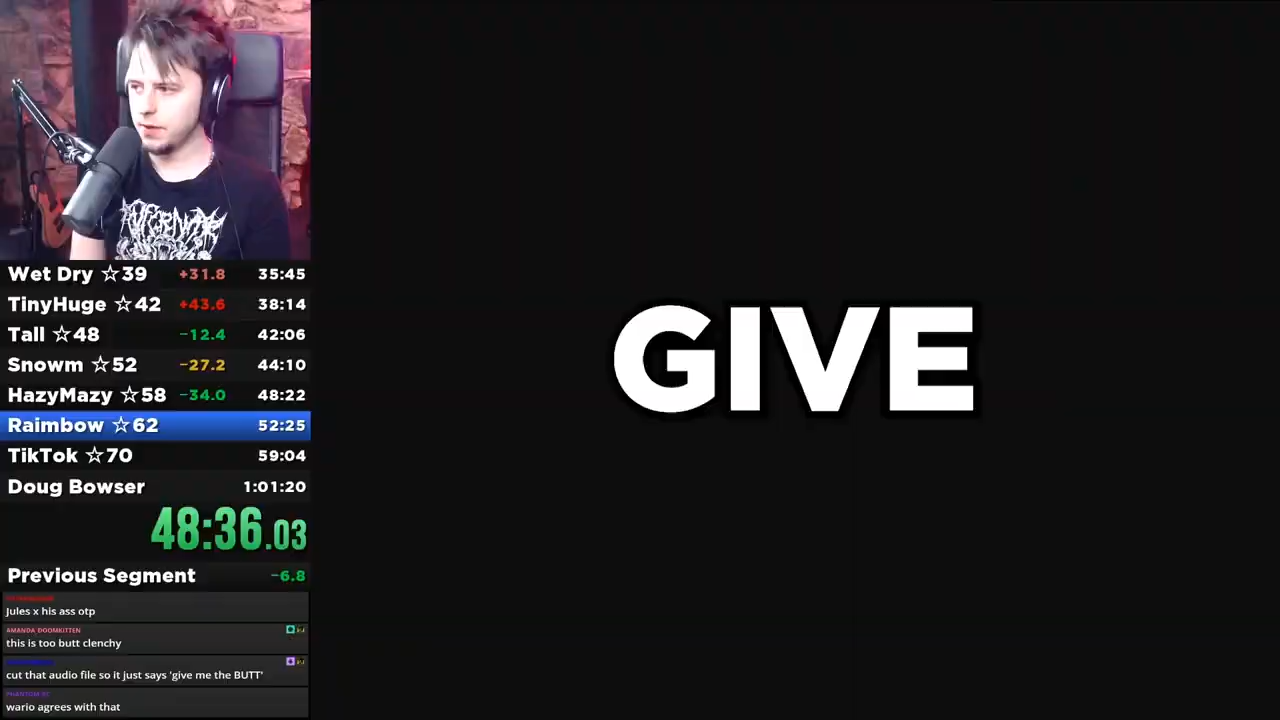 GIVE
Wet Dry ☆39 +31.8 35:45
TinyHuge ☆42 +43.6 38:14
Tall ☆48 −12.4 42:06
Snowm ☆52 −27.2 44:10
HazyMazy ☆58 −34.0 48:22
Raimbow ☆62 52:25
TikTok ☆70 59:04
Doug Bowser 1:01:20
48:36.03
Previous Segment −6.8
Jules x his ass otp
AMANDA DOOMKITTEN
this is too butt clenchy
cut that audio file so it just says 'give me the BUTT'
wario agrees with that